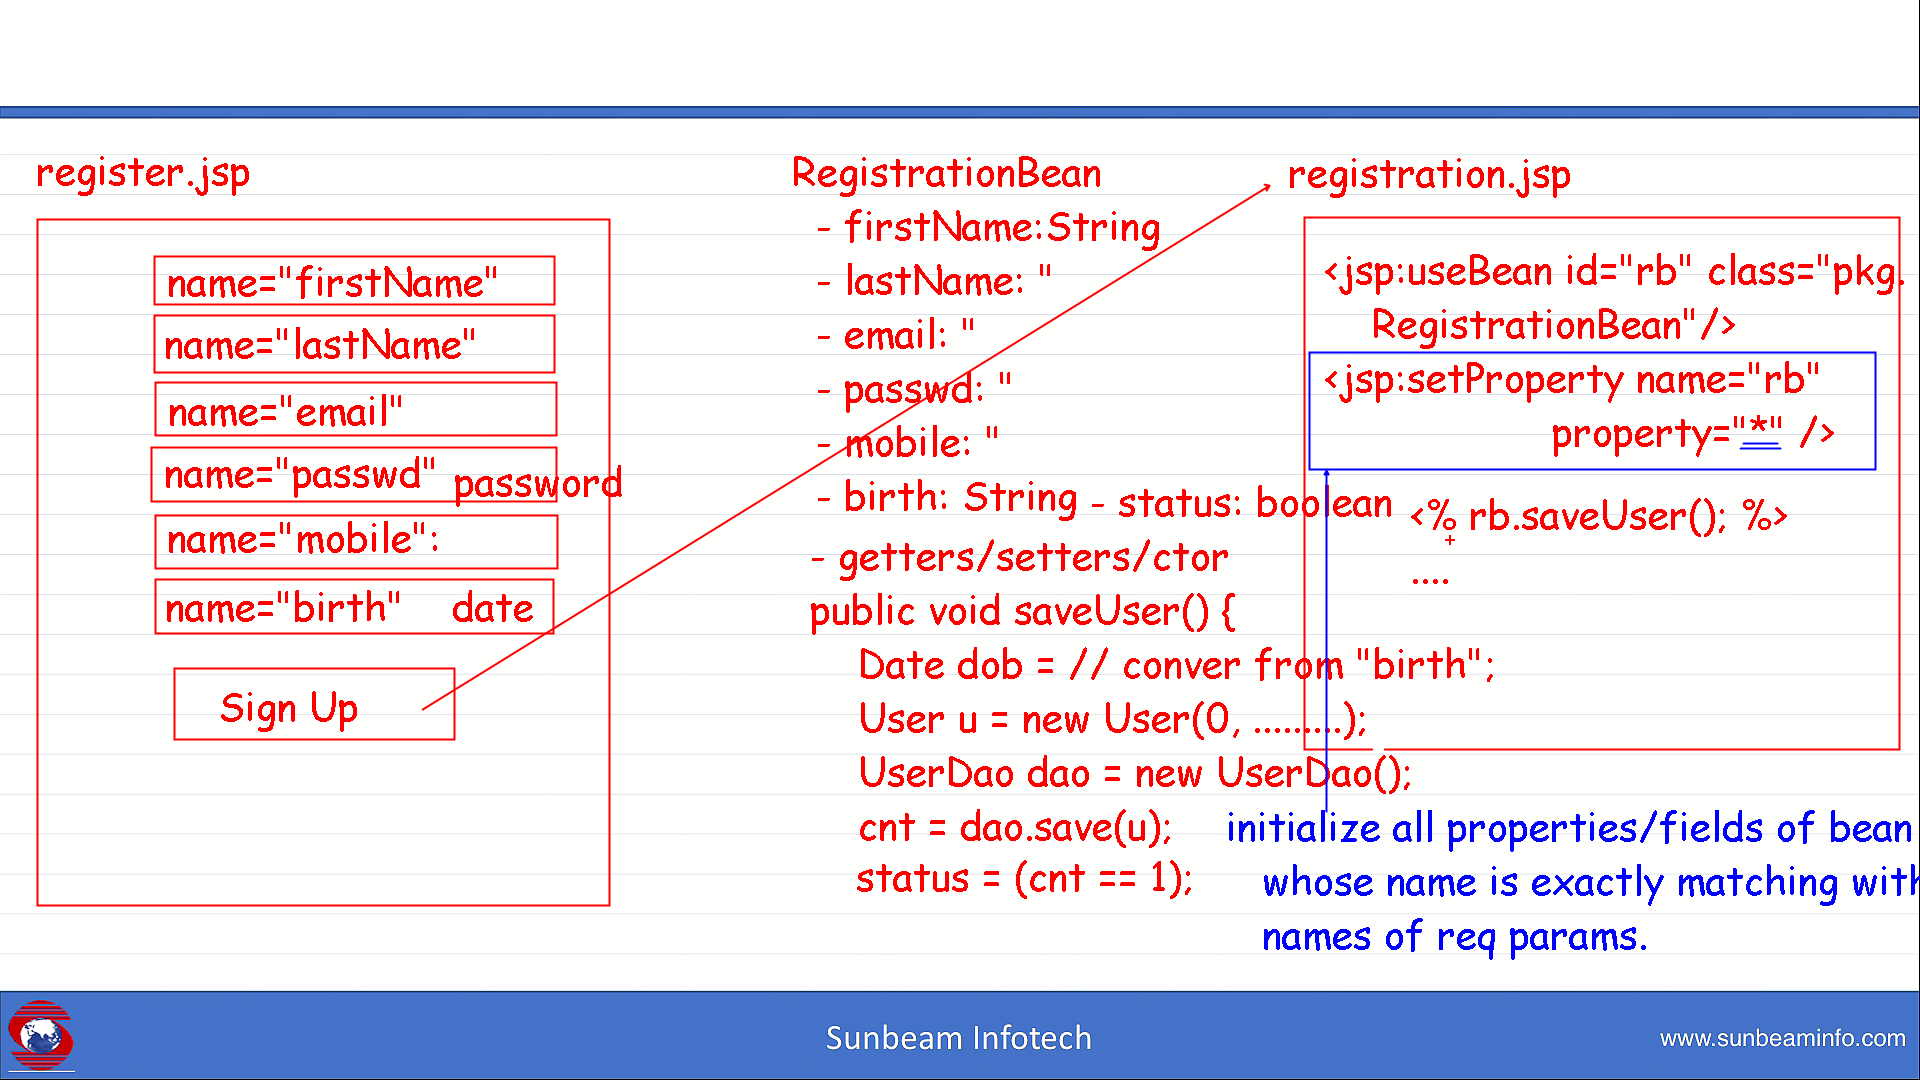 register.jsp
name="firstName"
name="lastName"
name="email"
name="passwd" password
name="mobile":
name="birth" date
Sign Up
RegistrationBean
- firstName:String
- lastName: "
- email: "
- passwd: "
- mobile: "
- birth: String - status: boolean
- getters/setters/ctor
public void saveUser() {
Date dob = // conver from "birth";
User u = new User(0, .........);
UserDao dao = new UserDao();
cnt = dao.save(u);
status = (cnt == 1);
registration.jsp
<jsp:useBean id="rb" class="pkg.
RegistrationBean"/>
<jsp:setProperty name="rb"
property="*" />
<% rb.saveUser(); %>
....
initialize all properties/fields of bean
whose name is exactly matching with
names of req params.
Sunbeam Infotech
www.sunbeaminfo.com